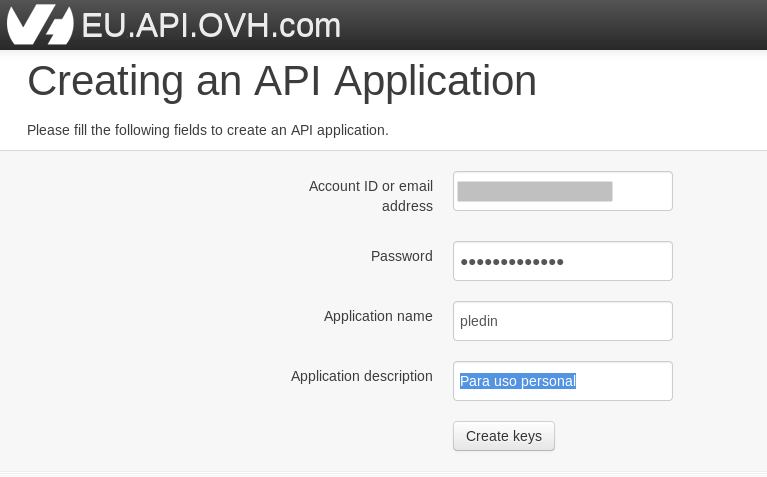 EU.API.OVH.com
Creating an API Application
Please fill the following fields to create an API application.
Account ID or email
address
Password
•••••••••••••
Application name
pledin
Application description
Para uso personal
Create keys